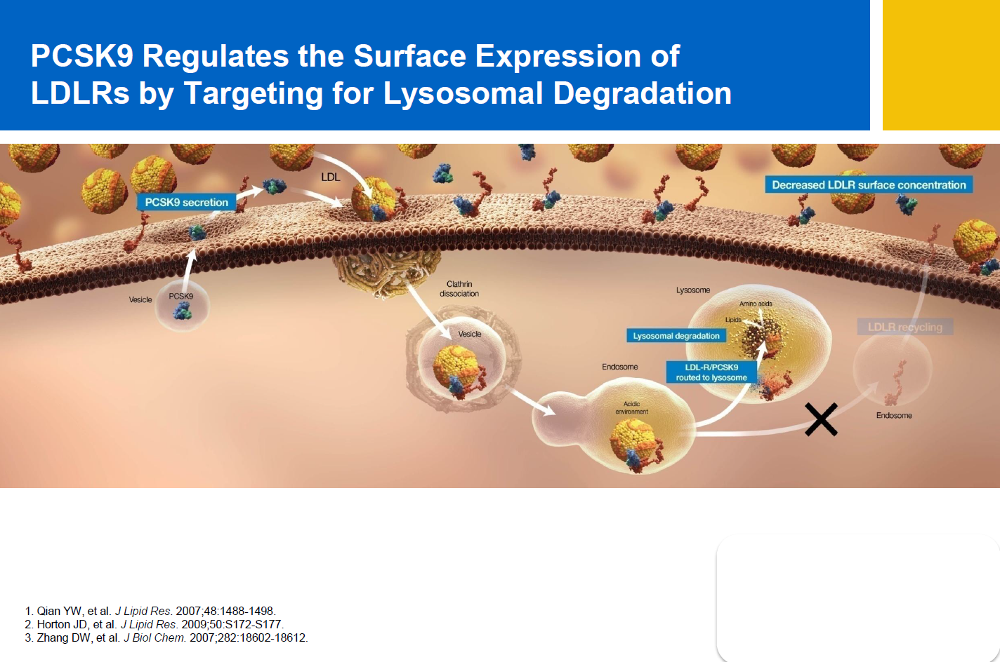 PCSK9 Regulates the Surface Expression of
LDLRs by Targeting for Lysosomal Degradation
LDL
PCSK9 secretion
Decreased LDLR surface concentration
Vesicle
PCSK9
Clathrin
dissociation
Vesicle
Lysosome
Amino acids
Lipids
Lysosomal degradation
LDL-R/PCSK9
routed to lysosome
LDLR recycling
Endosome
Acidic
environment
Endosome
1. Qian YW, et al. J Lipid Res. 2007;48:1488-1498.
2. Horton JD, et al. J Lipid Res. 2009;50:S172-S177.
3. Zhang DW, et al. J Biol Chem. 2007;282:18602-18612.